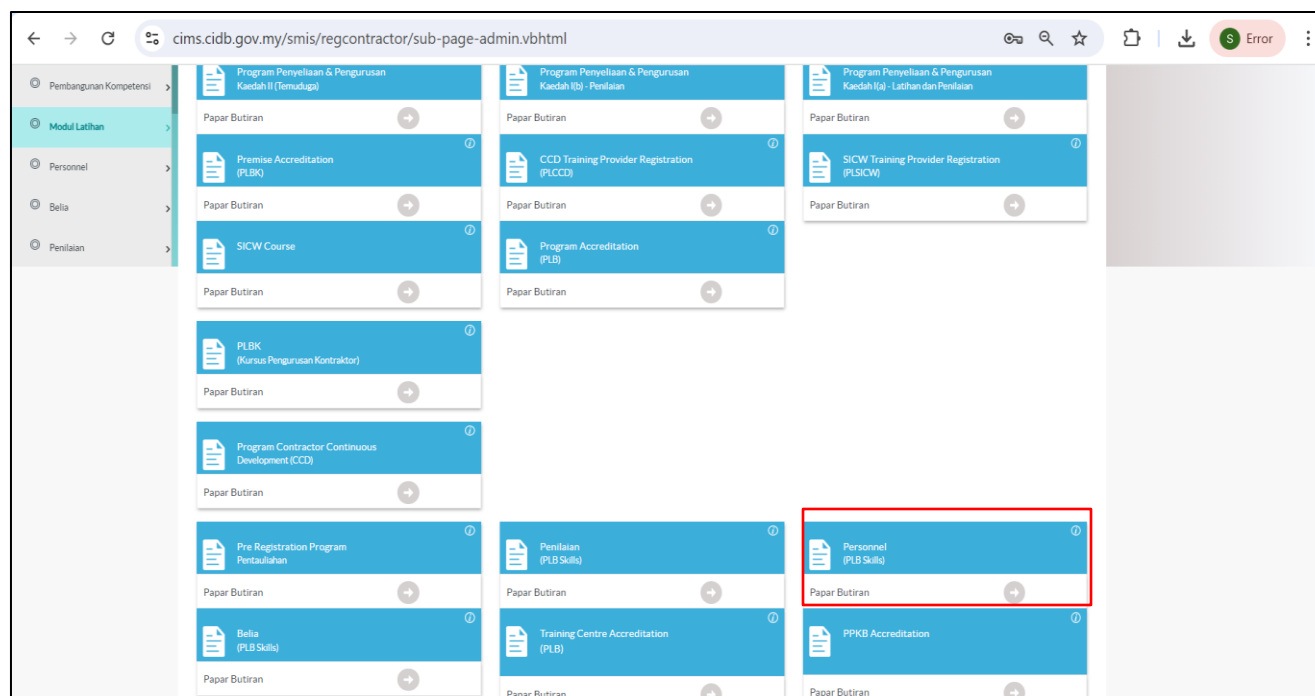 cims.cidb.gov.my/smis/regcontractor/sub-page-admin.vbhtml
S Error
Pembangunan Kompetensi
Modul Latihan
Personnel
Belia
Penilaian
Program Penyeliaan & Pengurusan
Kaedah II (Temuduga)
Papar Butiran
Program Penyeliaan & Pengurusan
Kaedah I(b) - Penilaian
Papar Butiran
Program Penyeliaan & Pengurusan
Kaedah I(a) - Latihan dan Penilaian
Papar Butiran
Premise Accreditation
(PLBK)
Papar Butiran
CCD Training Provider Registration
(PLCCD)
Papar Butiran
SICW Training Provider Registration
(PLSICW)
Papar Butiran
SICW Course
Papar Butiran
Program Accreditation
(PLB)
Papar Butiran
PLBK
(Kursus Pengurusan Kontraktor)
Papar Butiran
Program Contractor Continuous
Development (CCD)
Papar Butiran
Pre Registration Program
Pentauliahan
Papar Butiran
Penilaian
(PLB Skills)
Papar Butiran
Personnel
(PLB Skills)
Papar Butiran
Belia
(PLB Skills)
Papar Butiran
Training Centre Accreditation
(PLB)
Papar Butiran
PPKB Accreditation
Papar Butiran